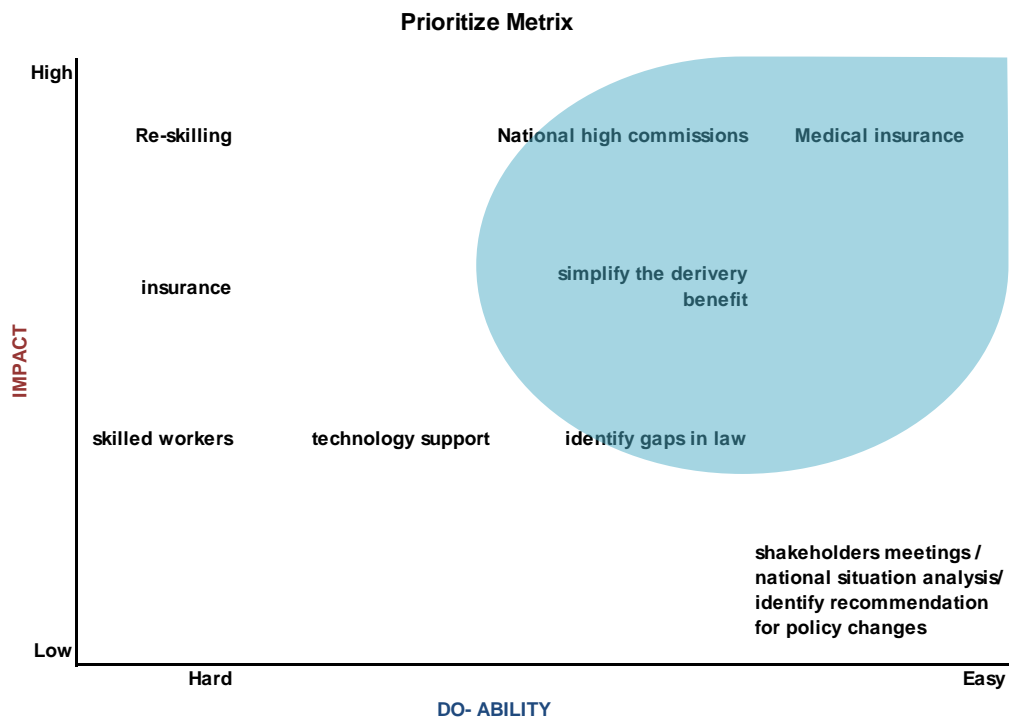 Prioritize Metrix
High
Re-skilling
National high commissions
Medical insurance
insurance
simplify the derivery
benefit
IMPACT
skilled workers
technology support
identify gaps in law
shakeholders meetings /
national situation analysis/
identify recommendation
for policy changes
Low
Hard
Easy
DO- ABILITY